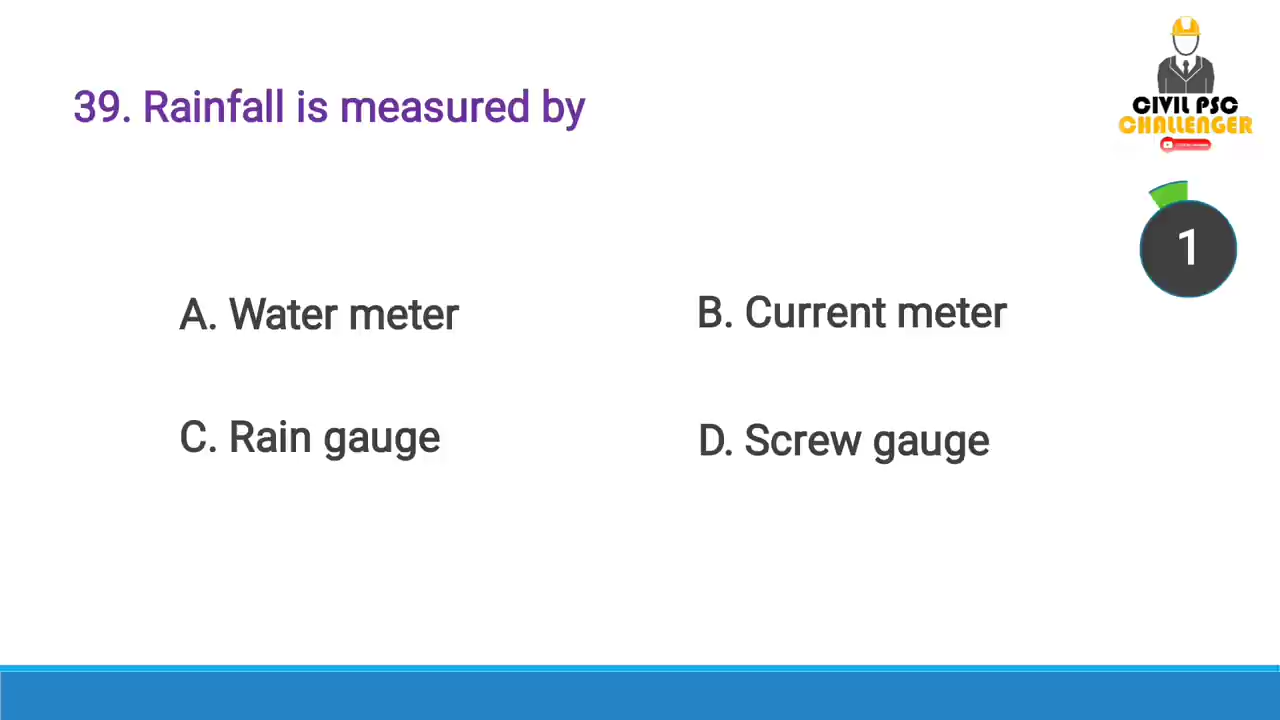 39. Rainfall is measured by
CIVIL PSC
CHALLENGER
1
A. Water meter
B. Current meter
C. Rain gauge
D. Screw gauge